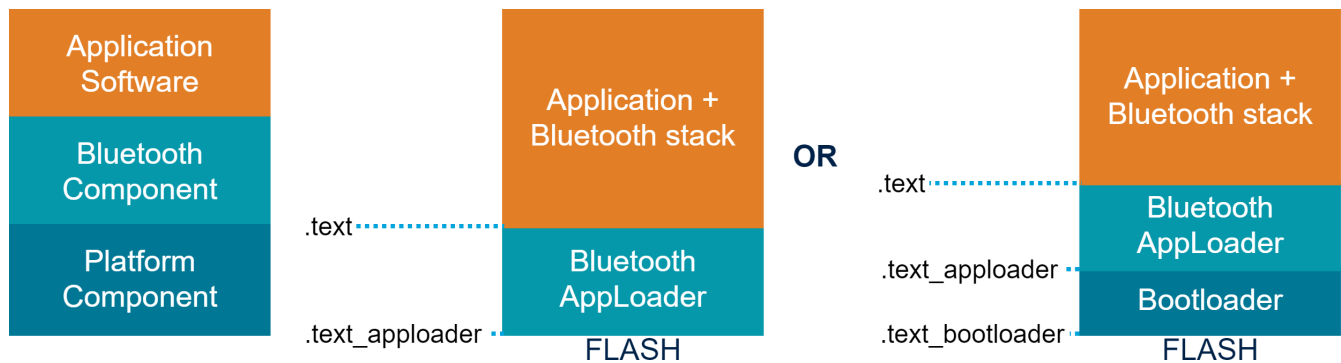 Application
Software
Bluetooth
Component
Platform
Component
Application +
Bluetooth stack
.text
Bluetooth
AppLoader
.text_apploader
FLASH
OR
Application +
Bluetooth stack
.text
Bluetooth
AppLoader
.text_apploader
Bootloader
.text_bootloader
FLASH